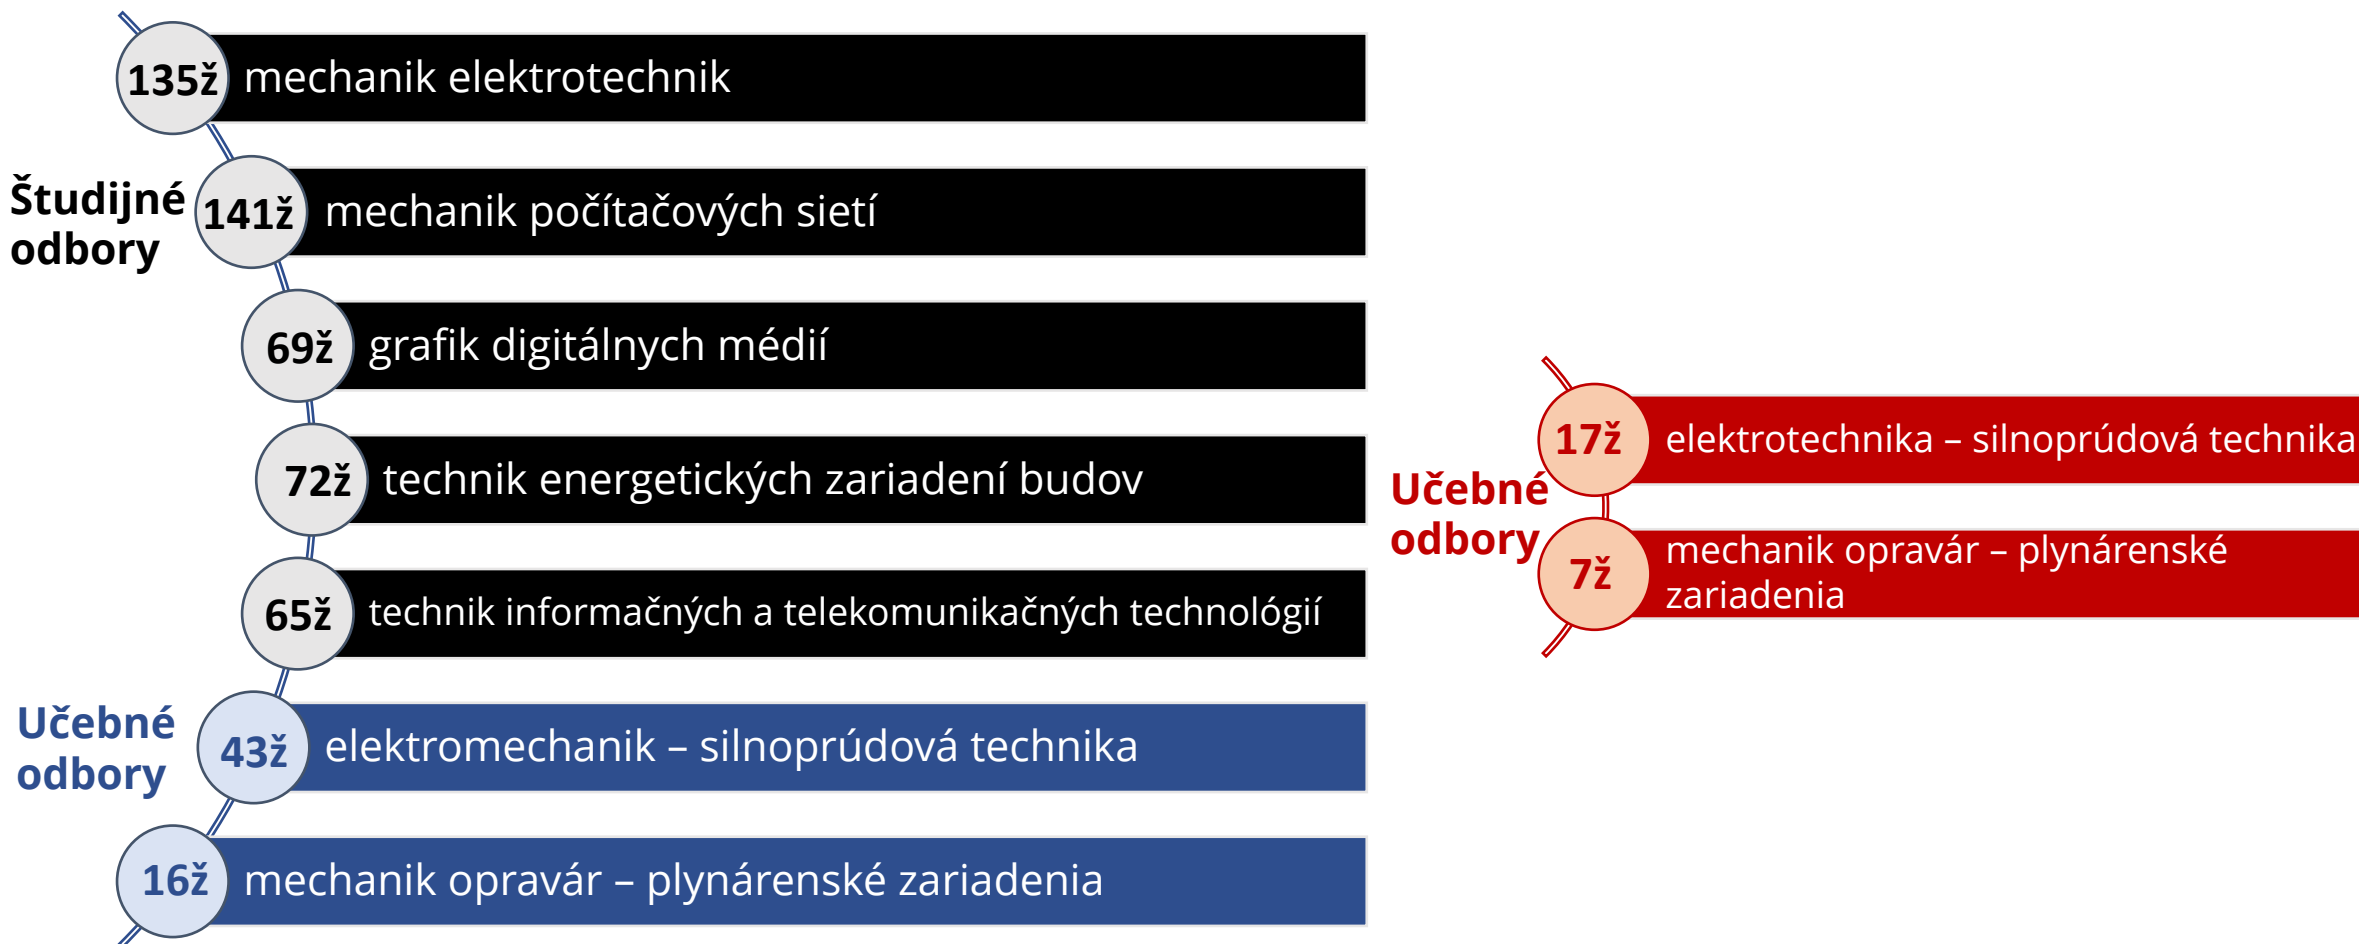 135ž mechanik elektrotechnik
Študijné
odbory
141ž mechanik počítačových sietí
69ž grafik digitálnych médií
72ž technik energetických zariadení budov
65ž technik informačných a telekomunikačných technológií
Učebné
odbory
43ž elektromechanik – silnoprúdová technika
16ž mechanik opravár – plynárenské zariadenia
17ž elektrotechnika – silnoprúdová technika
Učebné
odbory
7ž mechanik opravár – plynárenské
zariadenia